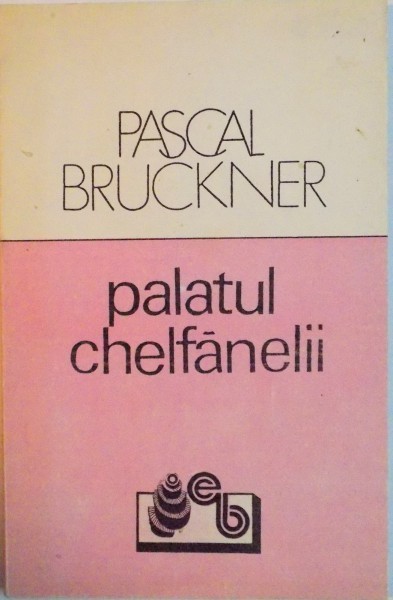 PASCAL
BRUCKNER
palatul
chelfănelii
eb